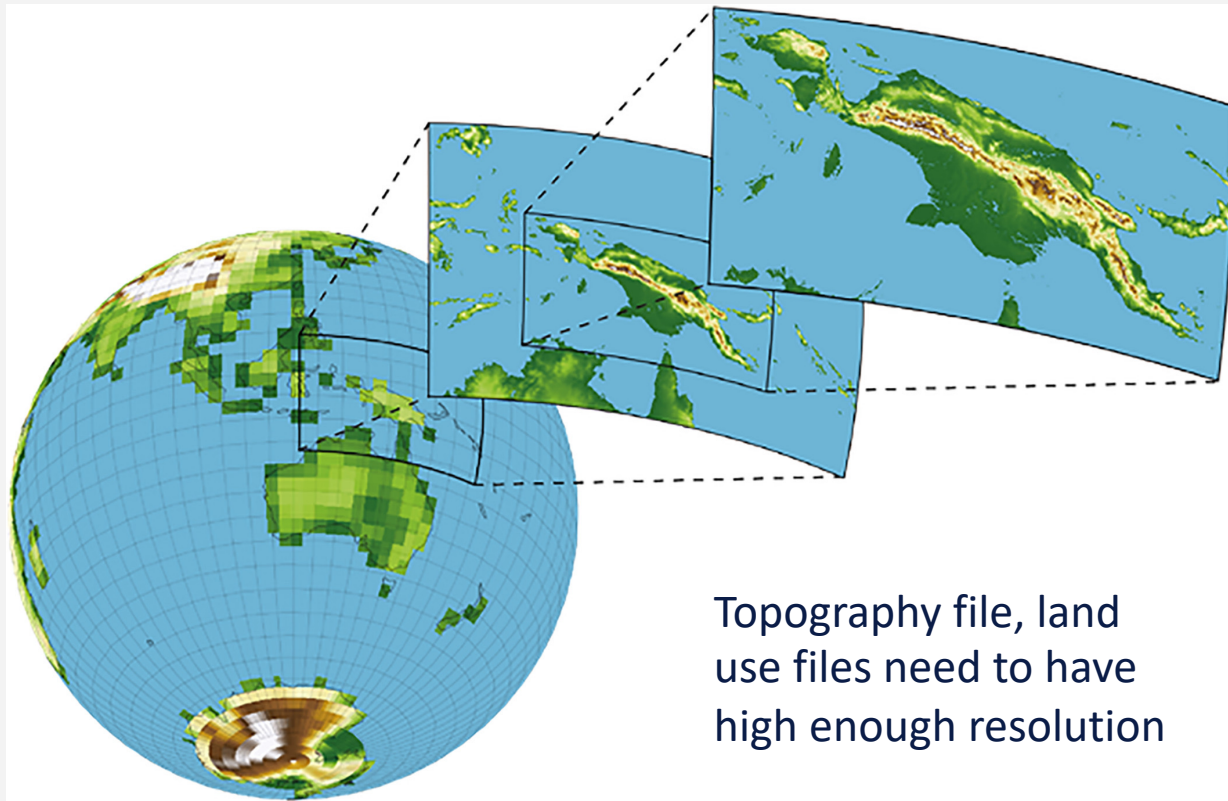 Topography file, land
use files need to have
high enough resolution